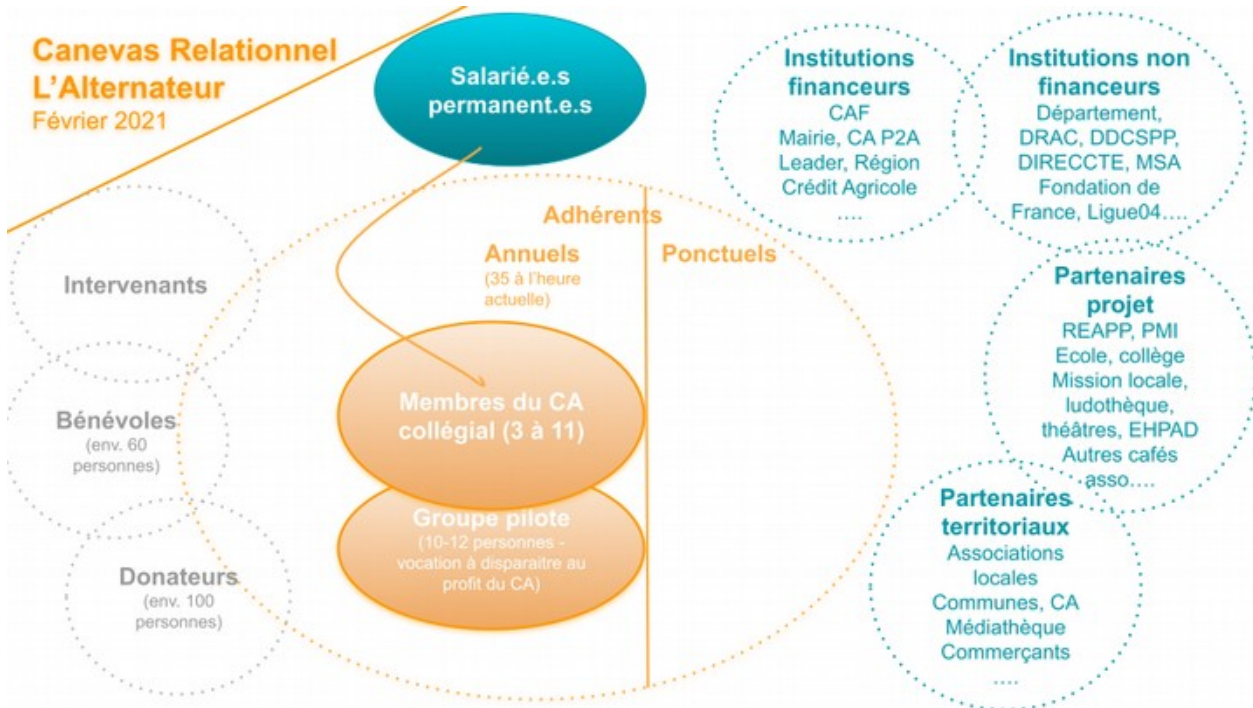 Canevas Relationnel
L'Alternateur
Février 2021
Salarié.e.s
permanent.e.s
Institutions
financeurs
CAF
Mairie, CA P2A
Leader, Région
Crédit Agricole
....
Institutions non
financeurs
Département,
DRAC, DDCSPP,
DIRECCTE, MSA
Fondation de
France, Ligue04....
Adhérents
Annuels
(35 à l'heure
actuelle)
Ponctuels
Intervenants
Bénévoles
(env. 60
personnes)
Donateurs
(env. 100
personnes)
Membres du CA
collégial (3 à 11)
Groupe pilote
(10-12 personnes -
vocation à disparaitre au
profit du CA)
Partenaires
projet
REAPP, PMI
Ecole, collège
Mission locale,
ludothèque,
théâtres, EHPAD
Autres cafés
asso....
Partenaires
territoriaux
Associations
locales
Communes, CA
Médiathèque
Commerçants
....